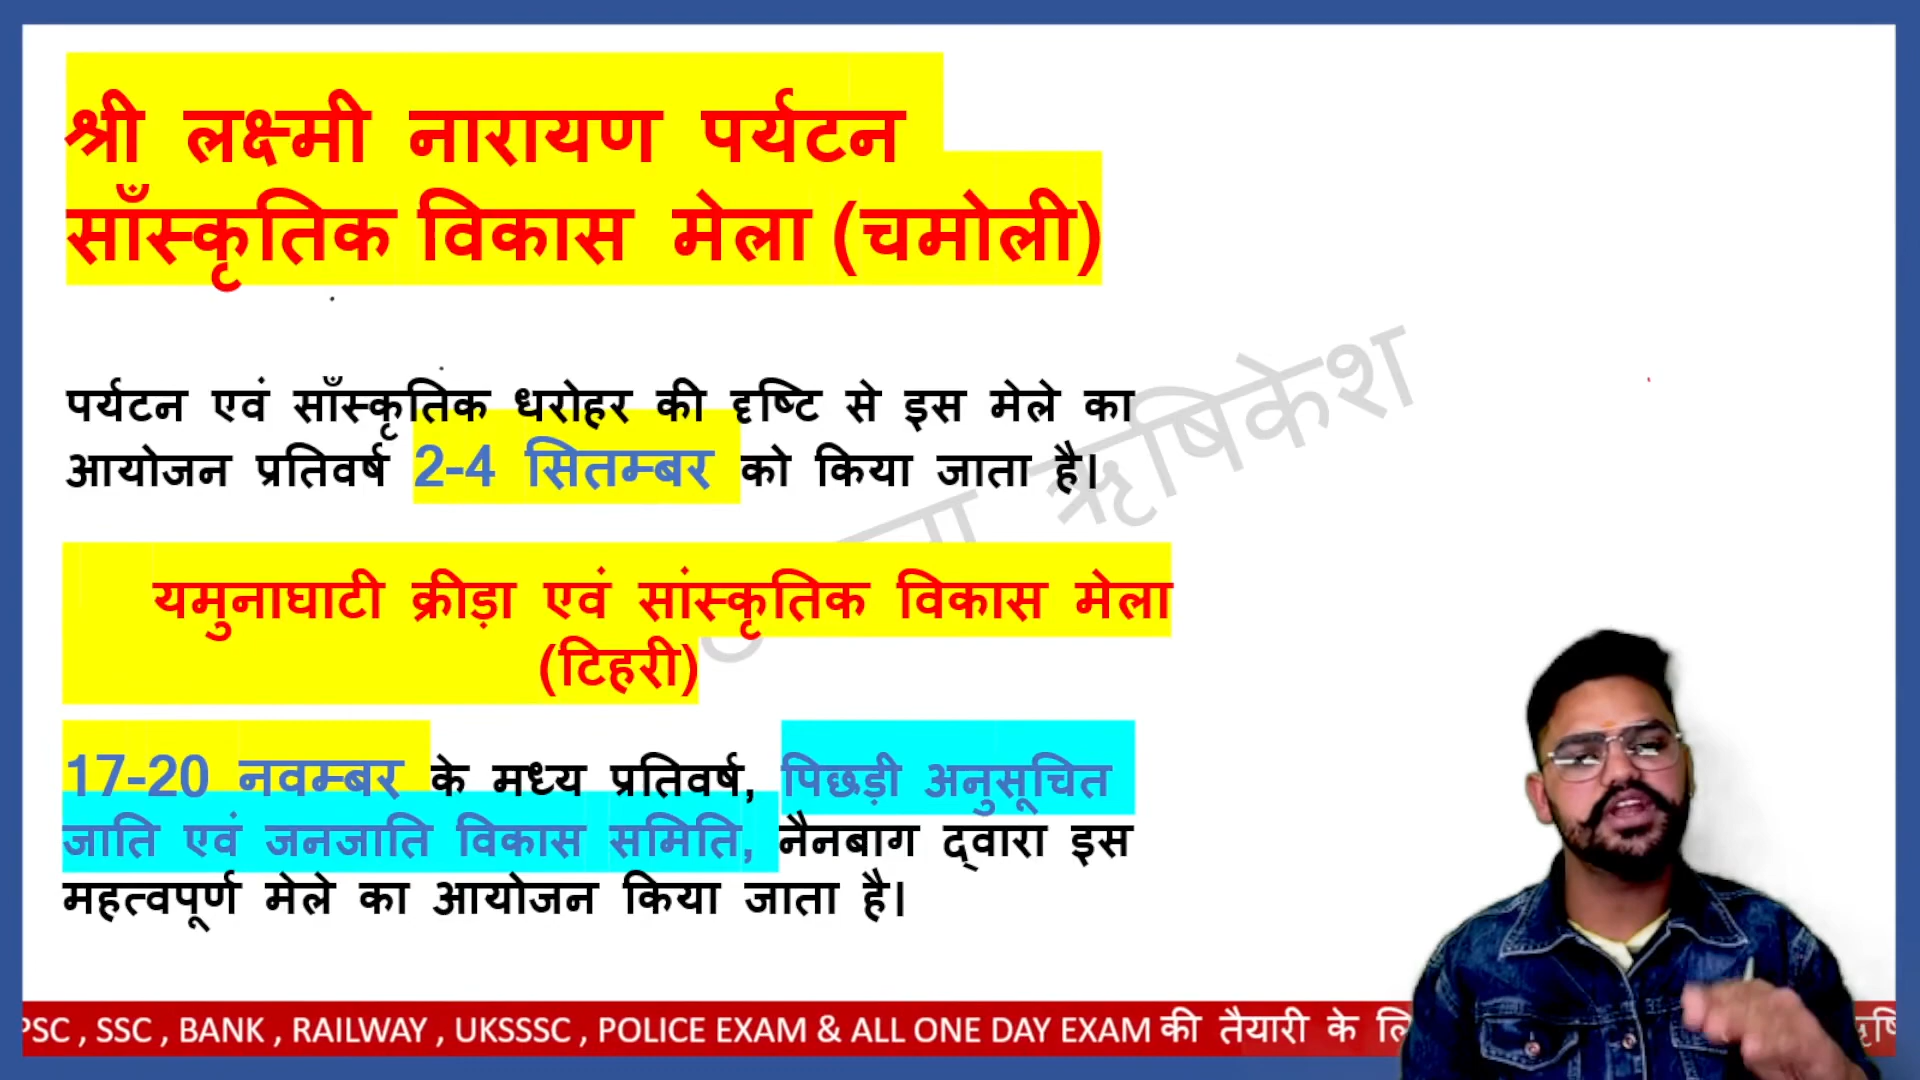 श्री लक्ष्मी नारायण पर्यटन
साँस्कृतिक विकास मेला (चमोली)
पर्यटन एवं साँस्कृतिक धरोहर की दृष्टि से इस मेले का
आयोजन प्रतिवर्ष 2-4 सितम्बर को किया जाता है।
ऋषिकेश
यमुनाघाटी क्रीड़ा एवं सांस्कृतिक विकास मेला
(टिहरी)
17-20 नवम्बर के मध्य प्रतिवर्ष, पिछड़ी अनुसूचित
जाति एवं जनजाति विकास समिति, नैनबाग द्वारा इस
महत्वपूर्ण मेले का आयोजन किया जाता है।
PSC , SSC , BANK , RAILWAY , UKSSSC , POLICE EXAM & ALL ONE DAY EXAM की तैयारी के